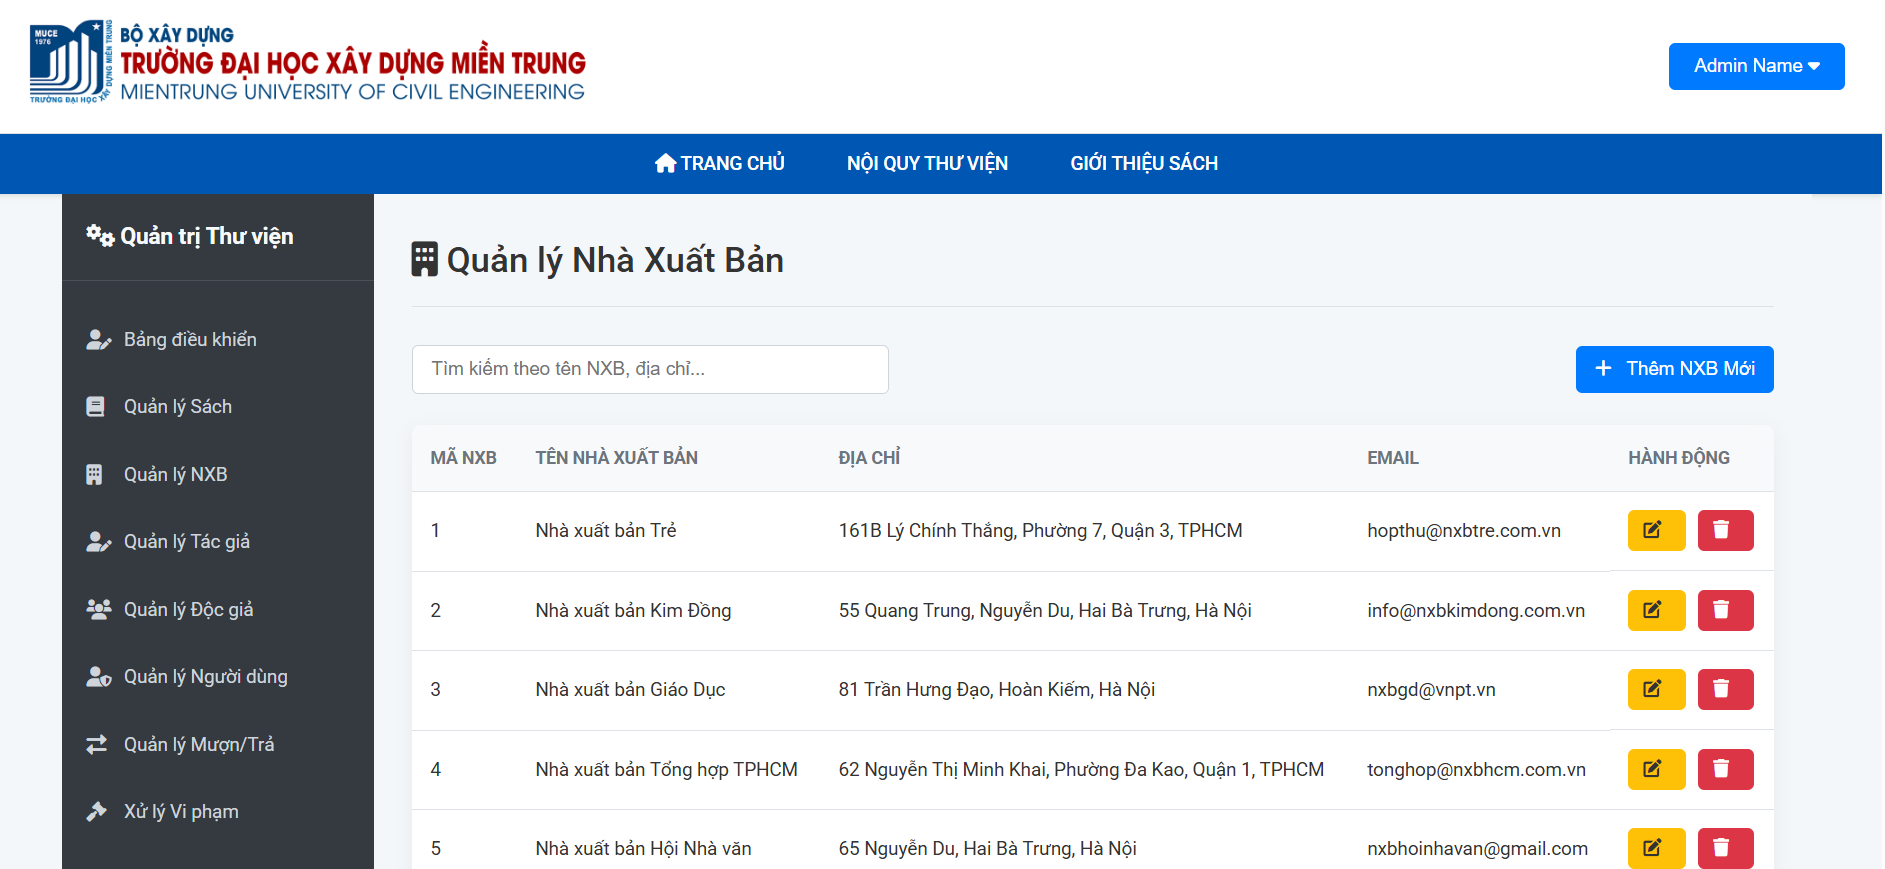 MUCE
1976
TRƯỜNG ĐẠI HỌC XÂY DỰNG MIỀN TRUNG
BỘ XÂY DỰNG
TRƯỜNG ĐẠI HỌC XÂY DỰNG MIỀN TRUNG
MIENTRUNG UNIVERSITY OF CIVIL ENGINEERING
Admin Name
TRANG CHỦ
NỘI QUY THƯ VIỆN
GIỚI THIỆU SÁCH
Quản trị Thư viện
Bảng điều khiển
Quản lý Sách
Quản lý NXB
Quản lý Tác giả
Quản lý Độc giả
Quản lý Người dùng
Quản lý Mượn/Trả
Xử lý Vi phạm
Quản lý Nhà Xuất Bản
Tìm kiếm theo tên NXB, địa chỉ...
Thêm NXB Mới
MÃ NXB TÊN NHÀ XUẤT BẢN ĐỊA CHỈ EMAIL HÀNH ĐỘNG
1 Nhà xuất bản Trẻ 161B Lý Chính Thắng, Phường 7, Quận 3, TPHCM hopthu@nxbtre.com.vn
2 Nhà xuất bản Kim Đồng 55 Quang Trung, Nguyễn Du, Hai Bà Trưng, Hà Nội info@nxbkimdong.com.vn
3 Nhà xuất bản Giáo Dục 81 Trần Hưng Đạo, Hoàn Kiếm, Hà Nội nxbgd@vnpt.vn
4 Nhà xuất bản Tổng hợp TPHCM 62 Nguyễn Thị Minh Khai, Phường Đa Kao, Quận 1, TPHCM tonghop@nxbhcm.com.vn
5 Nhà xuất bản Hội Nhà văn 65 Nguyễn Du, Hai Bà Trưng, Hà Nội nxbhoinhavan@gmail.com